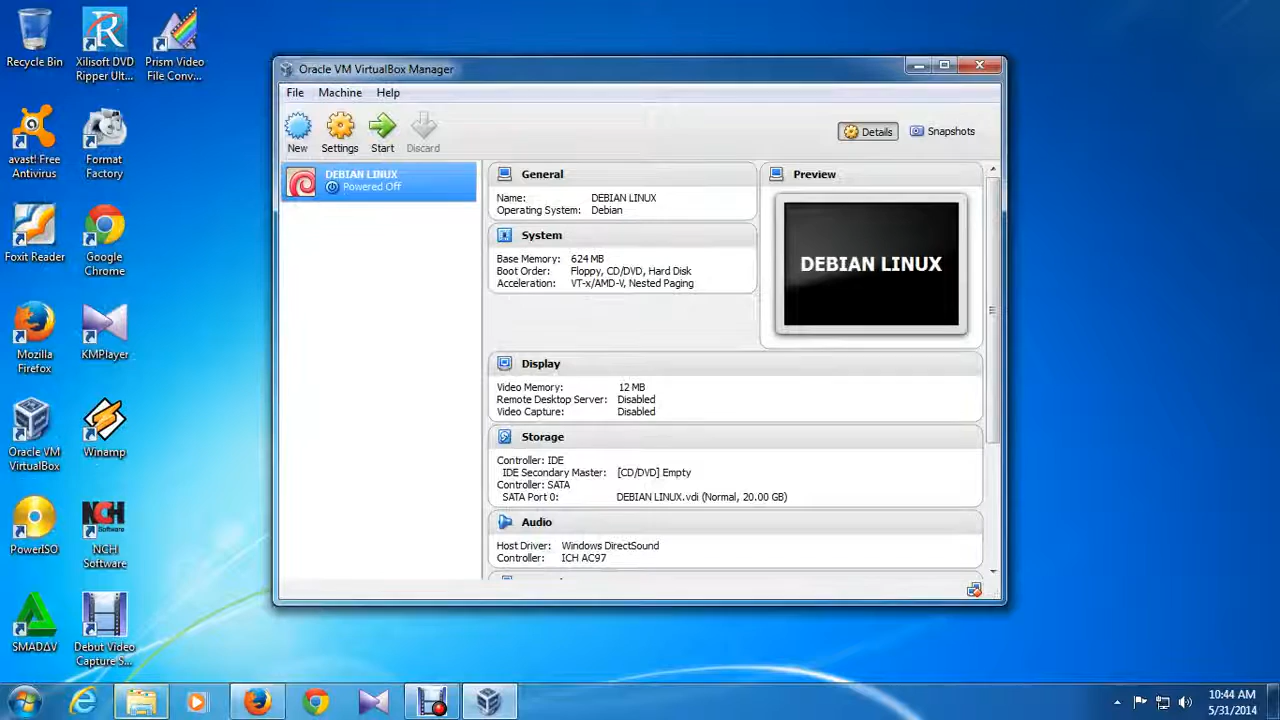 Recycle Bin
Xilisoft DVD
Ripper Ult...
Prism Video
File Conv...
avast! Free
Antivirus
Format
Factory
Foxit Reader
Google
Chrome
Mozilla
Firefox
KMPlayer
Oracle VM
VirtualBox
Winamp
PowerISO
NCH
NCH
Software
SMADΔV
Debut Video
Capture S...
Oracle VM VirtualBox Manager
File Machine Help
New Settings Start Discard
Details Snapshots
DEBIAN LINUX
Powered Off
General
Name: DEBIAN LINUX
Operating System: Debian
System
Base Memory: 624 MB
Boot Order: Floppy, CD/DVD, Hard Disk
Acceleration: VT-x/AMD-V, Nested Paging
Preview
DEBIAN LINUX
Display
Video Memory: 12 MB
Remote Desktop Server: Disabled
Video Capture: Disabled
Storage
Controller: IDE
IDE Secondary Master: [CD/DVD] Empty
Controller: SATA
SATA Port 0: DEBIAN LINUX.vdi (Normal, 20.00 GB)
Audio
Host Driver: Windows DirectSound
Controller: ICH AC97
10:44 AM
5/31/2014